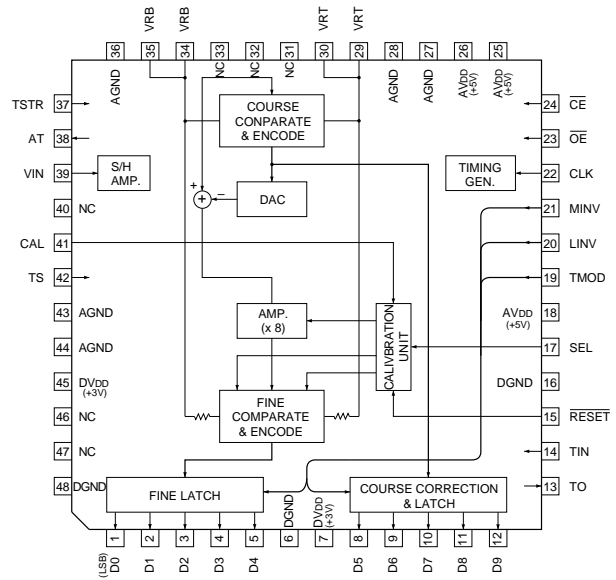 VRB
VRB
VRT
VRT
36
35
34
33
32
31
30
29
28
27
26
25
AGND
NC
NC
NC
AGND
AGND
AVDD
(+5V)
AVDD
(+5V)
TSTR
37
AT
38
VIN
39
40
NC
CAL
41
TS
42
43
AGND
44
AGND
45
DVDD
(+3V)
46
NC
47
NC
48
DGND
COURSE
CONPARATE
& ENCODE
S/H
AMP.
+
+
−
DAC
TIMING
GEN.
AMP.
(x 8)
CALIVBRATION
UNIT
FINE
COMPARATE
& ENCODE
FINE LATCH
COURSE CORRECTION
& LATCH
24
CE
23
OE
22
CLK
21
MINV
20
LINV
19
TMOD
AVDD
(+5V)
18
17
SEL
DGND
16
15
RESET
14
TIN
13
TO
DGND
DVDD
(+3V)
1
2
3
4
5
6
7
8
9
10
11
12
(LSB)
D0
D1
D2
D3
D4
D5
D6
D7
D8
D9